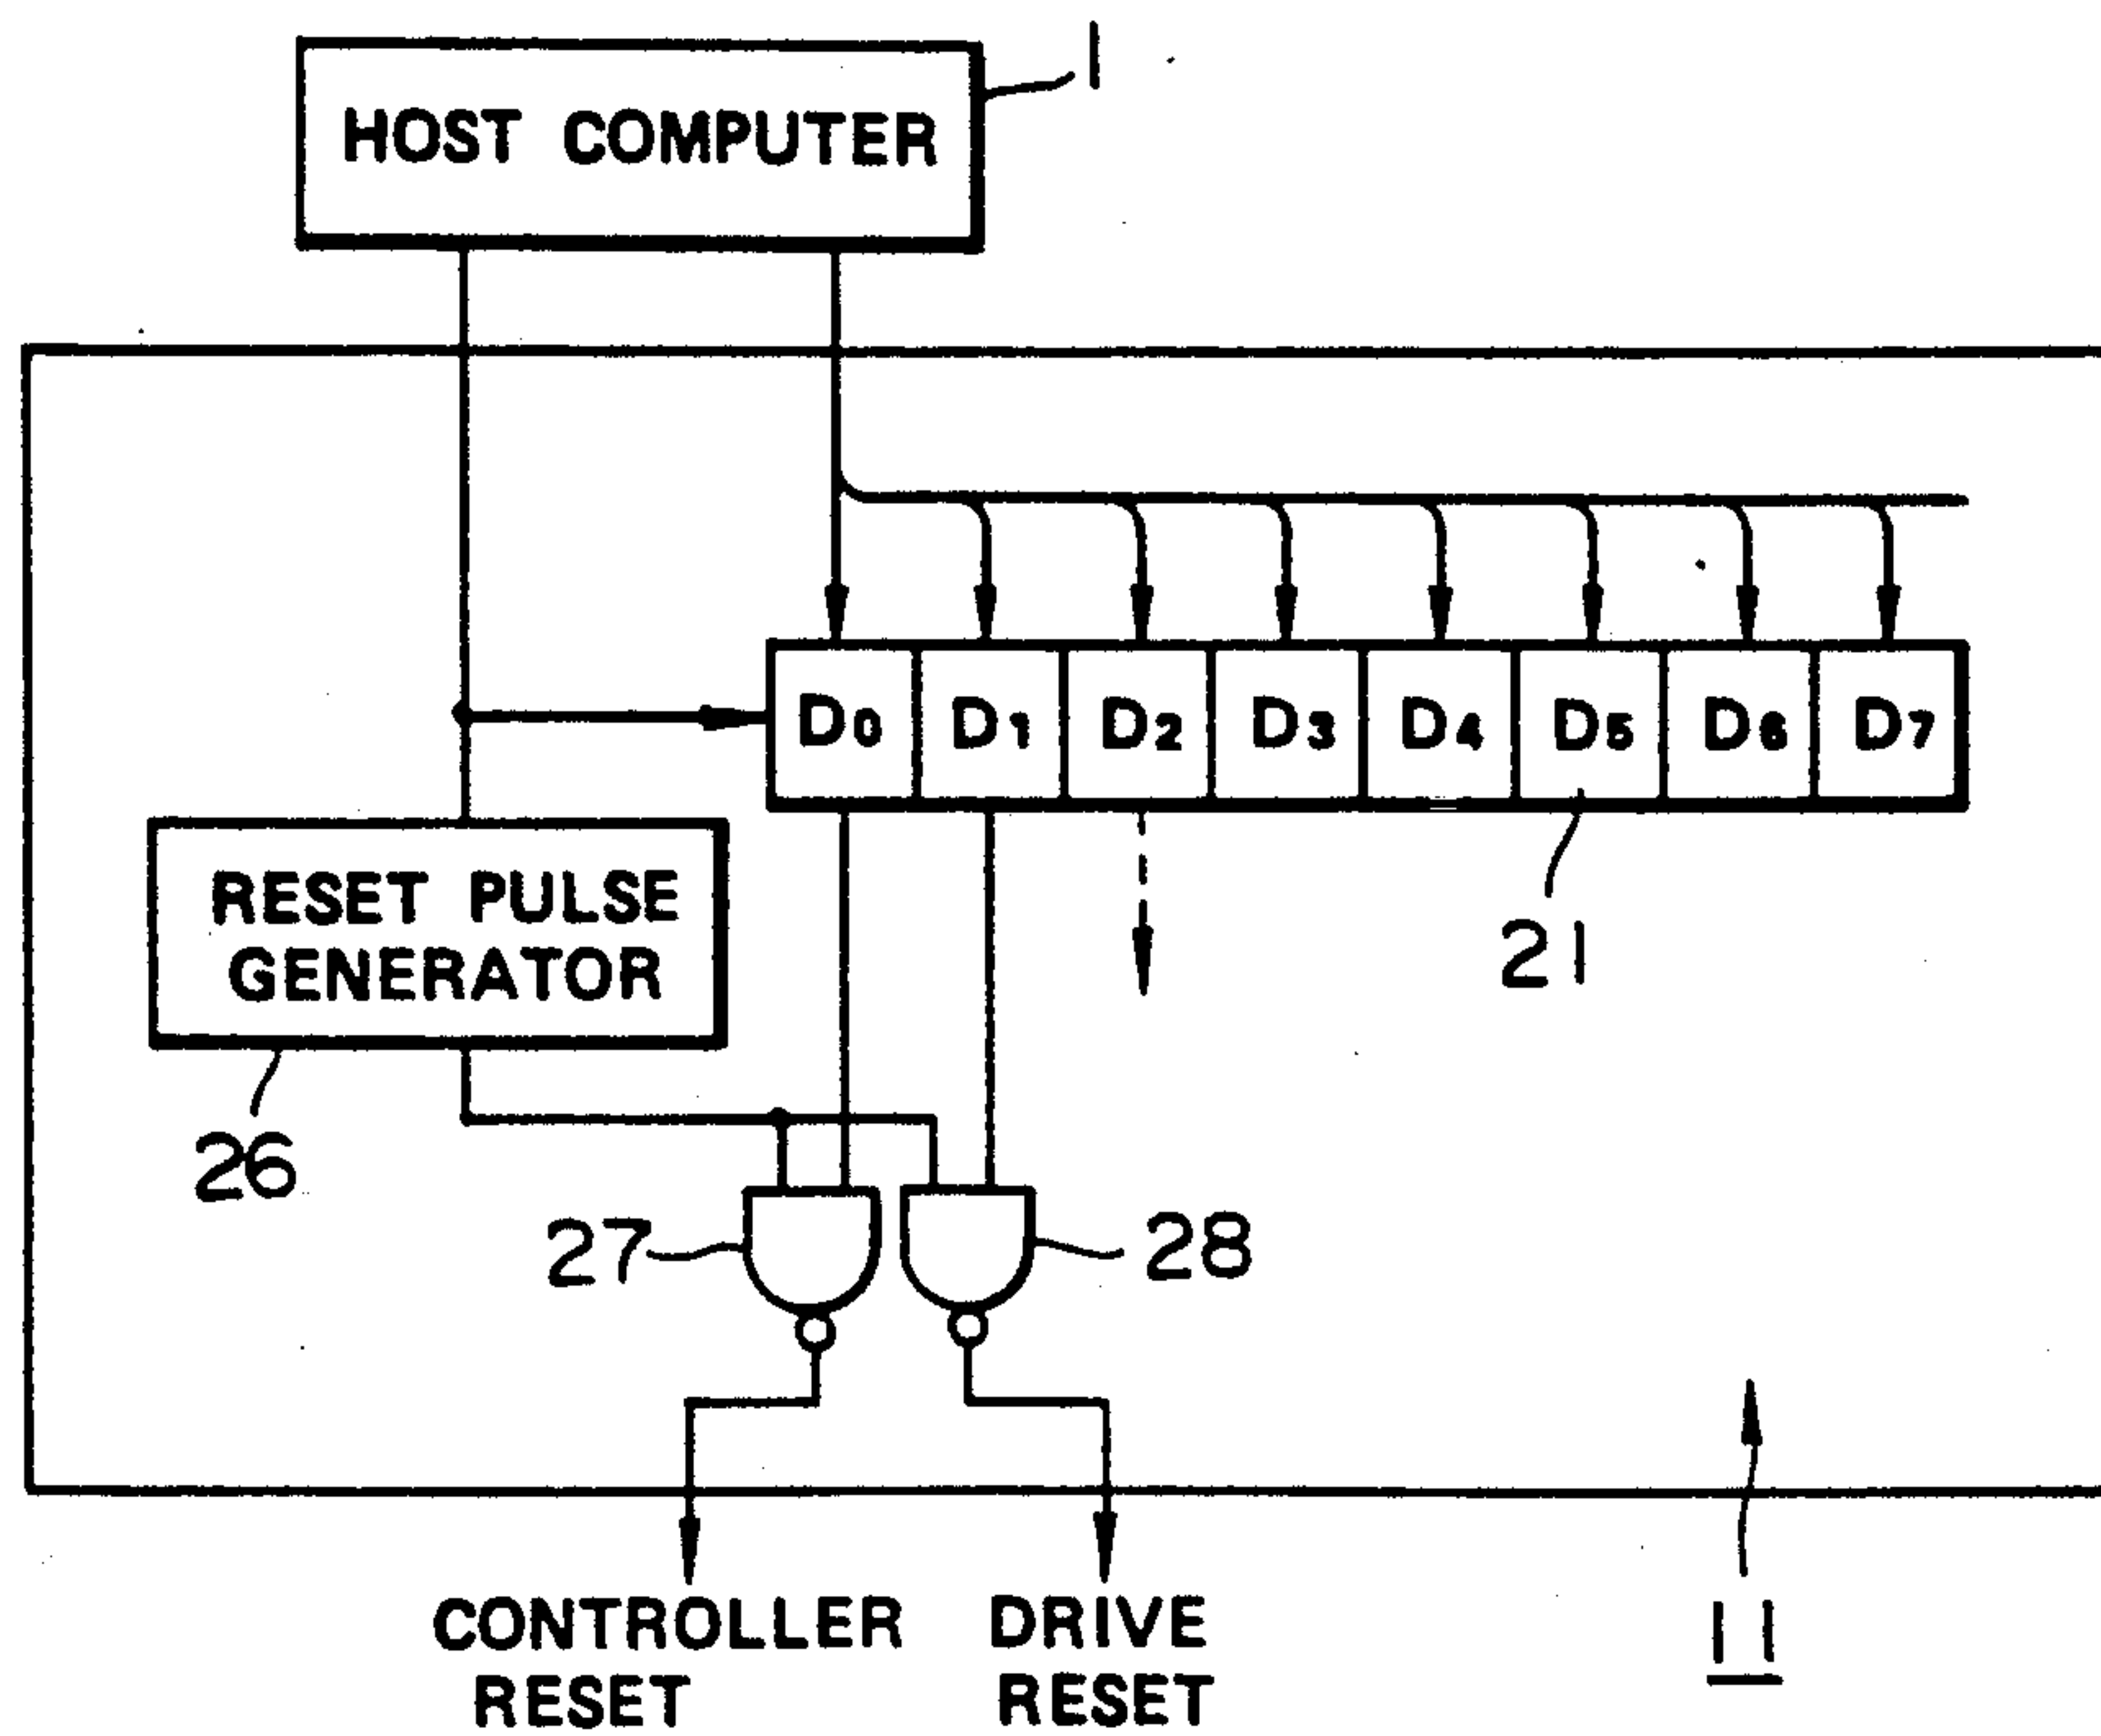 1
HOST COMPUTER
D0 D1 D2 D3 D4 D5 D6 D7
RESET PULSE
GENERATOR
21
26
27
28
CONTROLLER
RESET
DRIVE
RESET
11